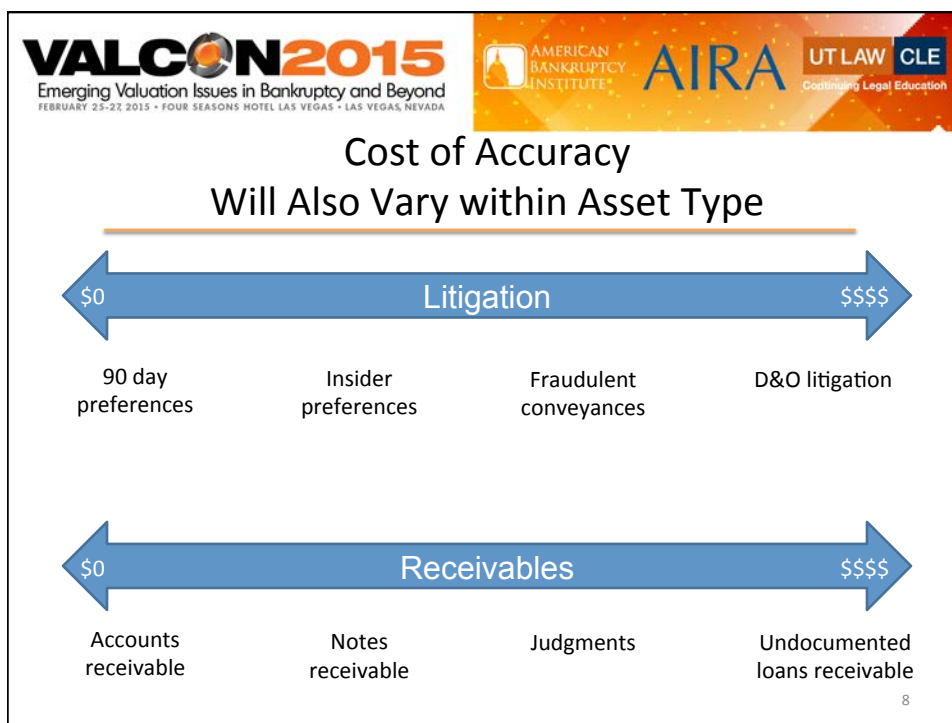 VALCON2015
Emerging Valuation Issues in Bankruptcy and Beyond
FEBRUARY 25-27, 2015 • FOUR SEASONS HOTEL LAS VEGAS • LAS VEGAS, NEVADA
AMERICAN
BANKRUPTCY
INSTITUTE
AIRA
UT LAW CLE
Continuing Legal Education
Cost of Accuracy
Will Also Vary within Asset Type
$0 Litigation $$$$
90 day Insider Fraudulent D&O litigation
preferences preferences conveyances
$0 Receivables $$$$
Accounts Notes Judgments Undocumented
receivable receivable loans receivable
8